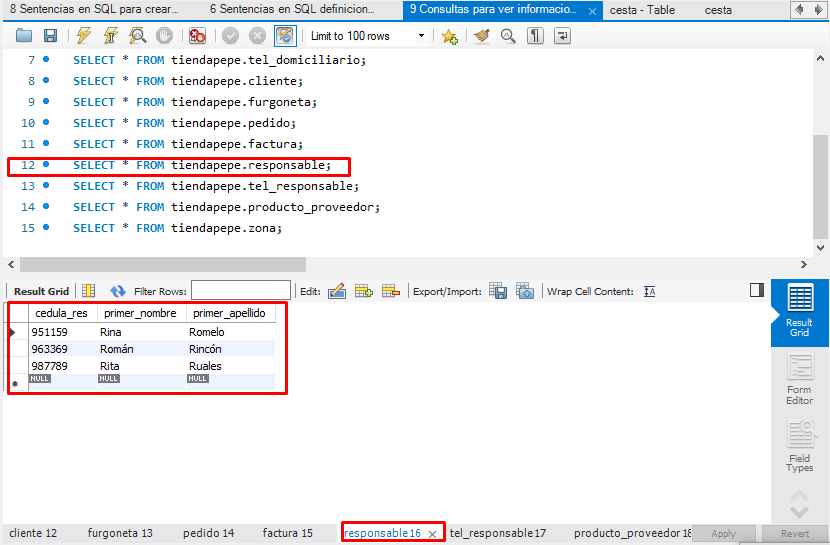 8 Sentencias en SQL para crear... 6 Sentencias en SQL definicion... 9 Consultas para ver informacio... × cesta - Table cesta
Limit to 100 rows
7 SELECT * FROM tiendapepe.tel_domiciliario;
8 SELECT * FROM tiendapepe.cliente;
9 SELECT * FROM tiendapepe.furgoneta;
10 SELECT * FROM tiendapepe.pedido;
11 SELECT * FROM tiendapepe.factura;
12 SELECT * FROM tiendapepe.responsable;
13 SELECT * FROM tiendapepe.tel_responsable;
14 SELECT * FROM tiendapepe.producto_proveedor;
15 SELECT * FROM tiendapepe.zona;
Result Grid Filter Rows: Edit: Export/Import: Wrap Cell Content:
cedula_res primer_nombre primer_apellido
951159 Rina Romelo
963369 Román Rincón
987789 Rita Ruales
NULL NULL NULL
Result
Grid
Form
Editor
Field
Types
cliente 12 furgoneta 13 pedido 14 factura 15 responsable16 × tel_responsable17 producto_proveedor 18 Apply Revert